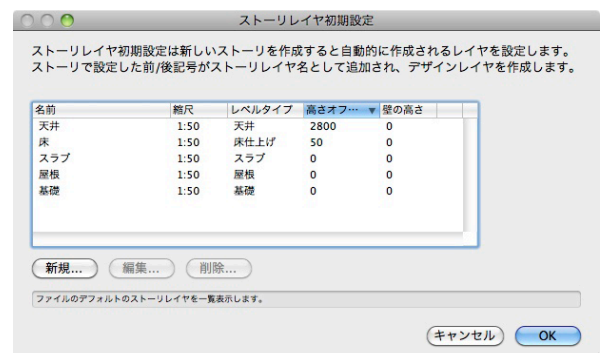 ストーリレイヤ初期設定
ストーリレイヤ初期設定は新しいストーリを作成すると自動的に作成されるレイヤを設定します。
ストーリで設定した前/後記号がストーリレイヤ名として追加され、デザインレイヤを作成します。
名前 縮尺 レベルタイプ 高さオフ… ▼ 壁の高さ
天井 1:50 天井 2800 0
床 1:50 床仕上げ 50 0
スラブ 1:50 スラブ 0 0
屋根 1:50 屋根 0 0
基礎 1:50 基礎 0 0
新規... 編集... 削除...
ファイルのデフォルトのストーリレイヤを一覧表示します。
キャンセル OK